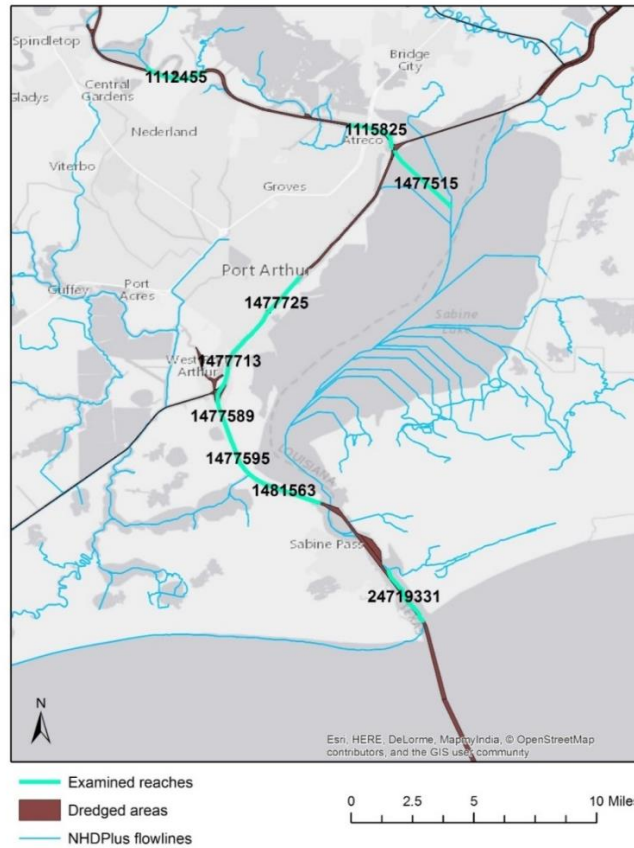 Spindletop
Bridge
City
1112455
Central
Gardens
Gladys
Nederland
1115825
Atreco
Viterbo
1477515
Groves
Port Arthur
Port
Acres
Guffey
1477725
Sabine
Lake
1477713
West
Arthur
1477589
1477595
LOUISIANA
1481563
Sabine Pass
24719331
N
Esri, HERE, DeLorme, MapmyIndia, © OpenStreetMap
contributors, and the GIS user community
Examined reaches
Dredged areas
NHDPlus flowlines
0 2.5 5 10 Miles